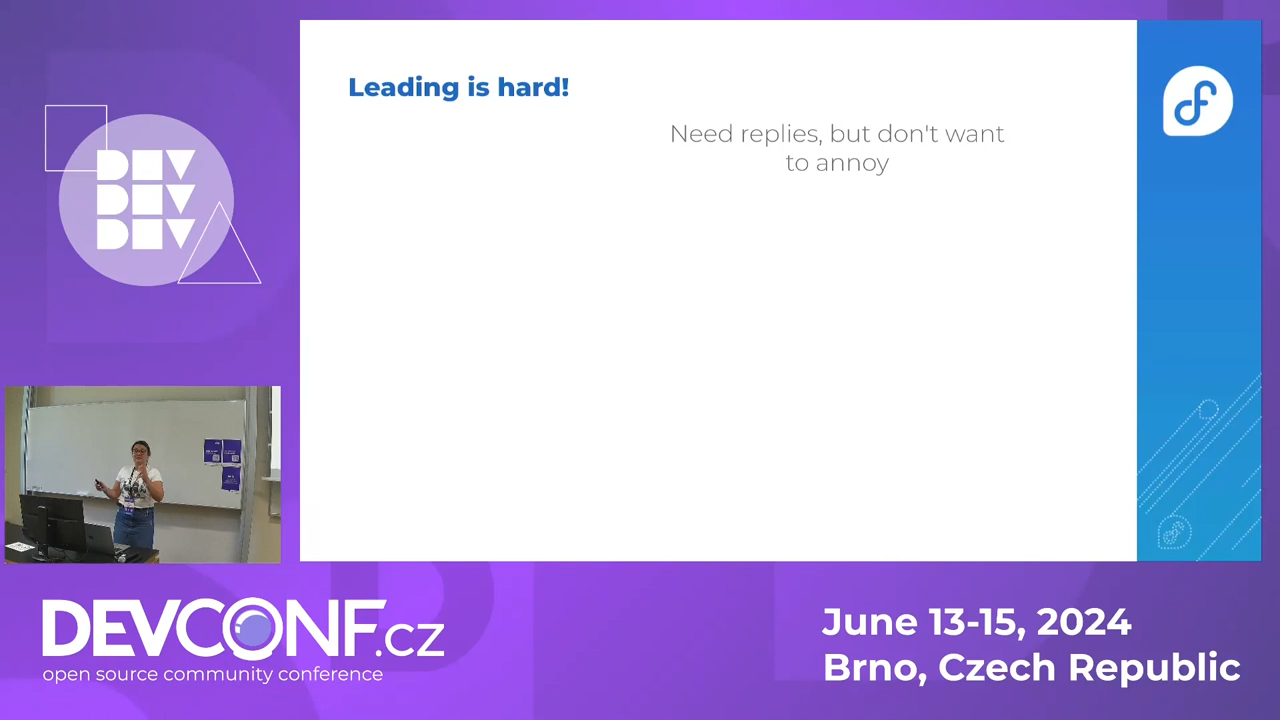 Leading is hard!
Need replies, but don't want
to annoy
DEV
DEV
DEV
DEVCONF.cz
open source community conference
June 13-15, 2024
Brno, Czech Republic